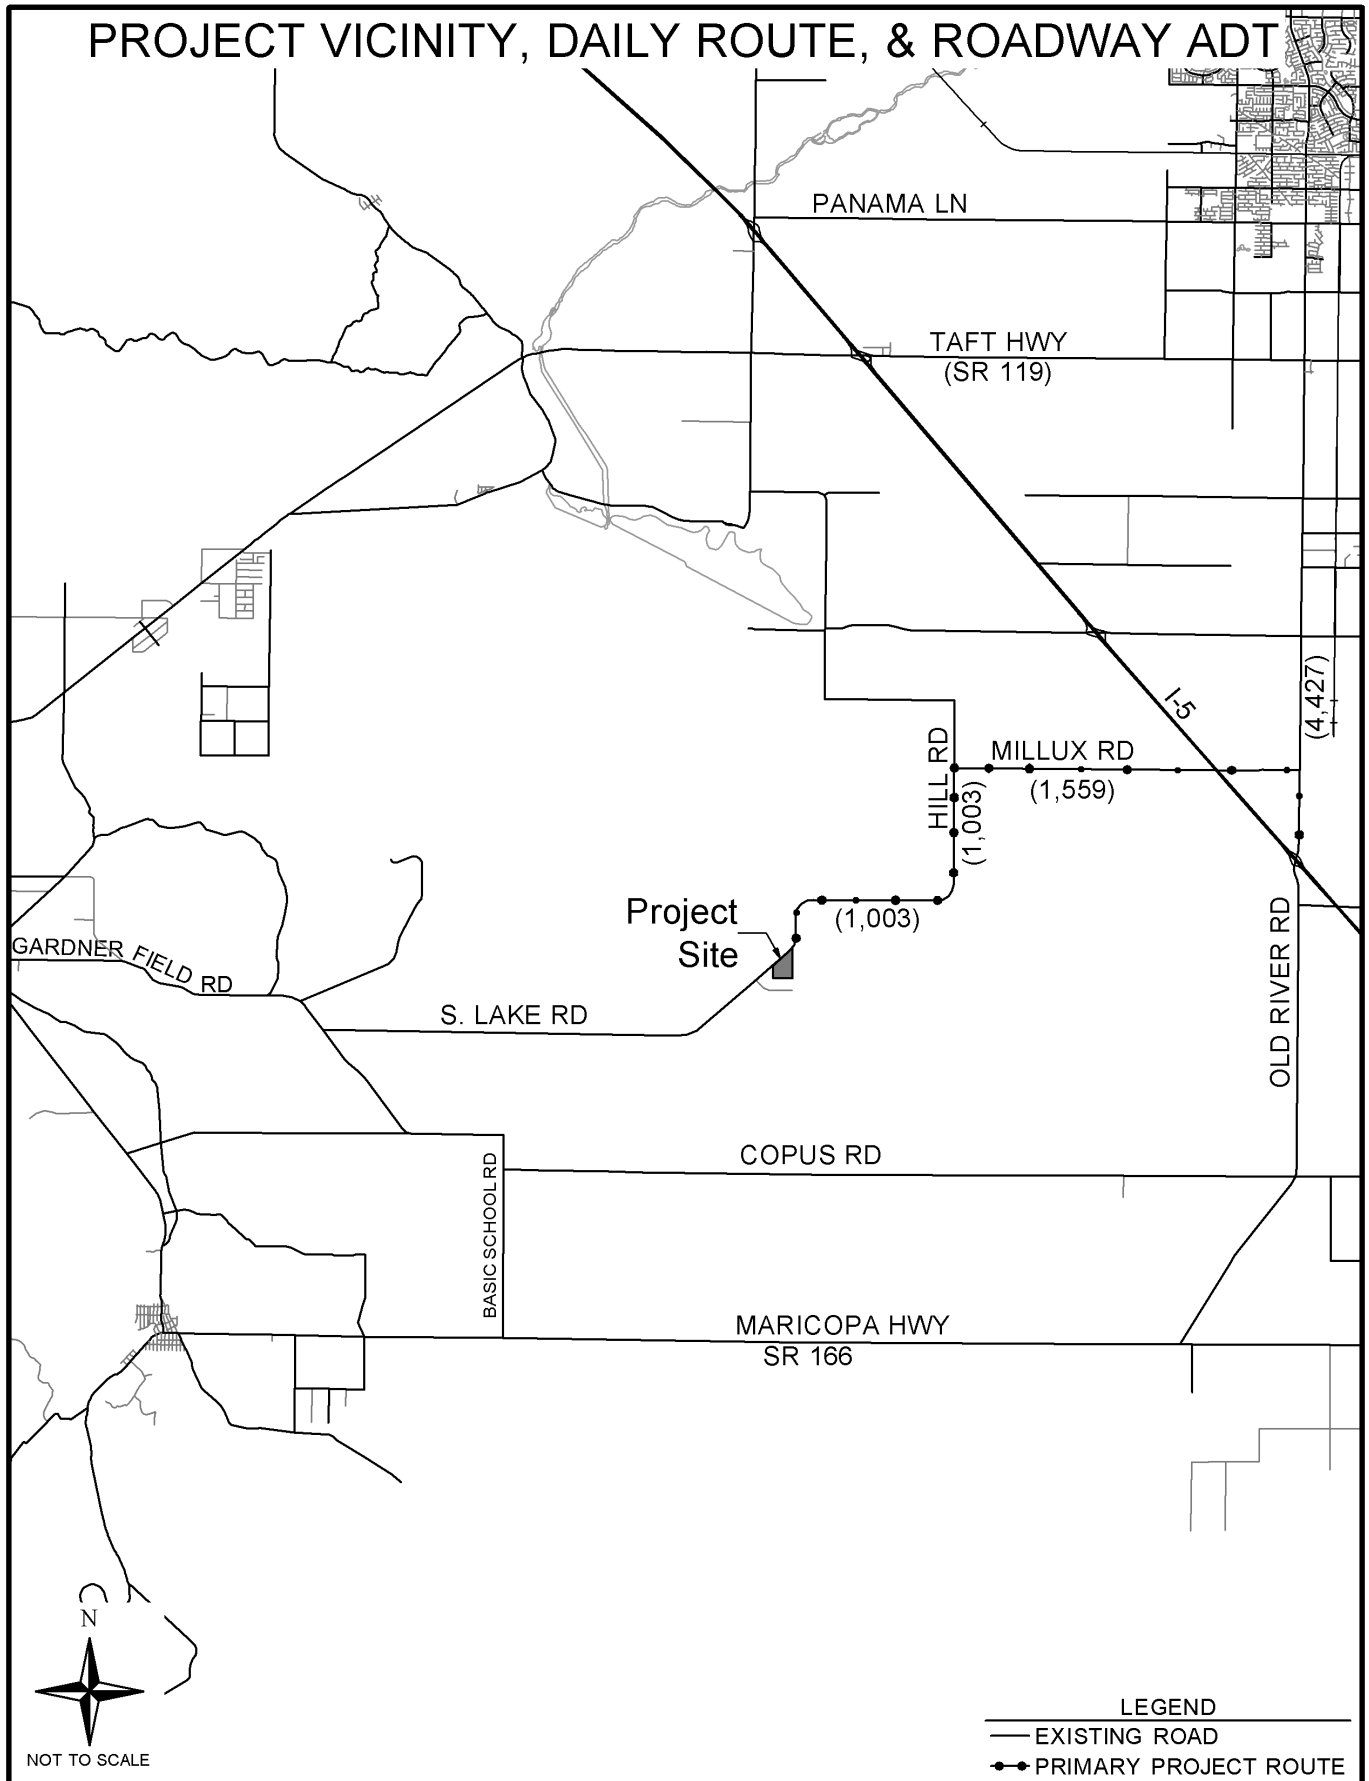 PROJECT VICINITY, DAILY ROUTE, & ROADWAY ADT
PANAMA LN
TAFT HWY
(SR 119)
(4,427)
I-5
HILL RD
MILLUX RD
(1,559)
(1,003)
Project
Site
(1,003)
OLD RIVER RD
GARDNER FIELD RD
S. LAKE RD
COPUS RD
BASIC SCHOOL RD
MARICOPA HWY
SR 166
N
NOT TO SCALE
LEGEND
EXISTING ROAD
PRIMARY PROJECT ROUTE